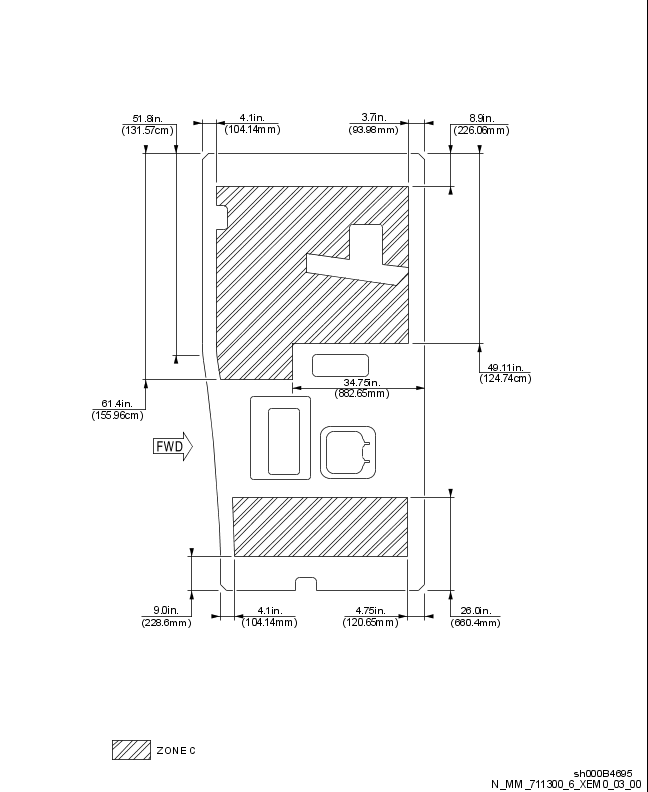 51.8in.
(131.57cm)
4.1in.
(104.14mm)
3.7in.
(93.98mm)
8.9in.
(226.06mm)
49.11in.
(124.74cm)
34.75in.
(882.65mm)
61.4in.
(155.96cm)
FWD
9.0in.
(228.6mm)
4.1in.
(104.14mm)
4.75in.
(120.65mm)
26.0in.
(660.4mm)
ZONE C
sh000B4695
N_MM_711300_6_XEM0_03_00